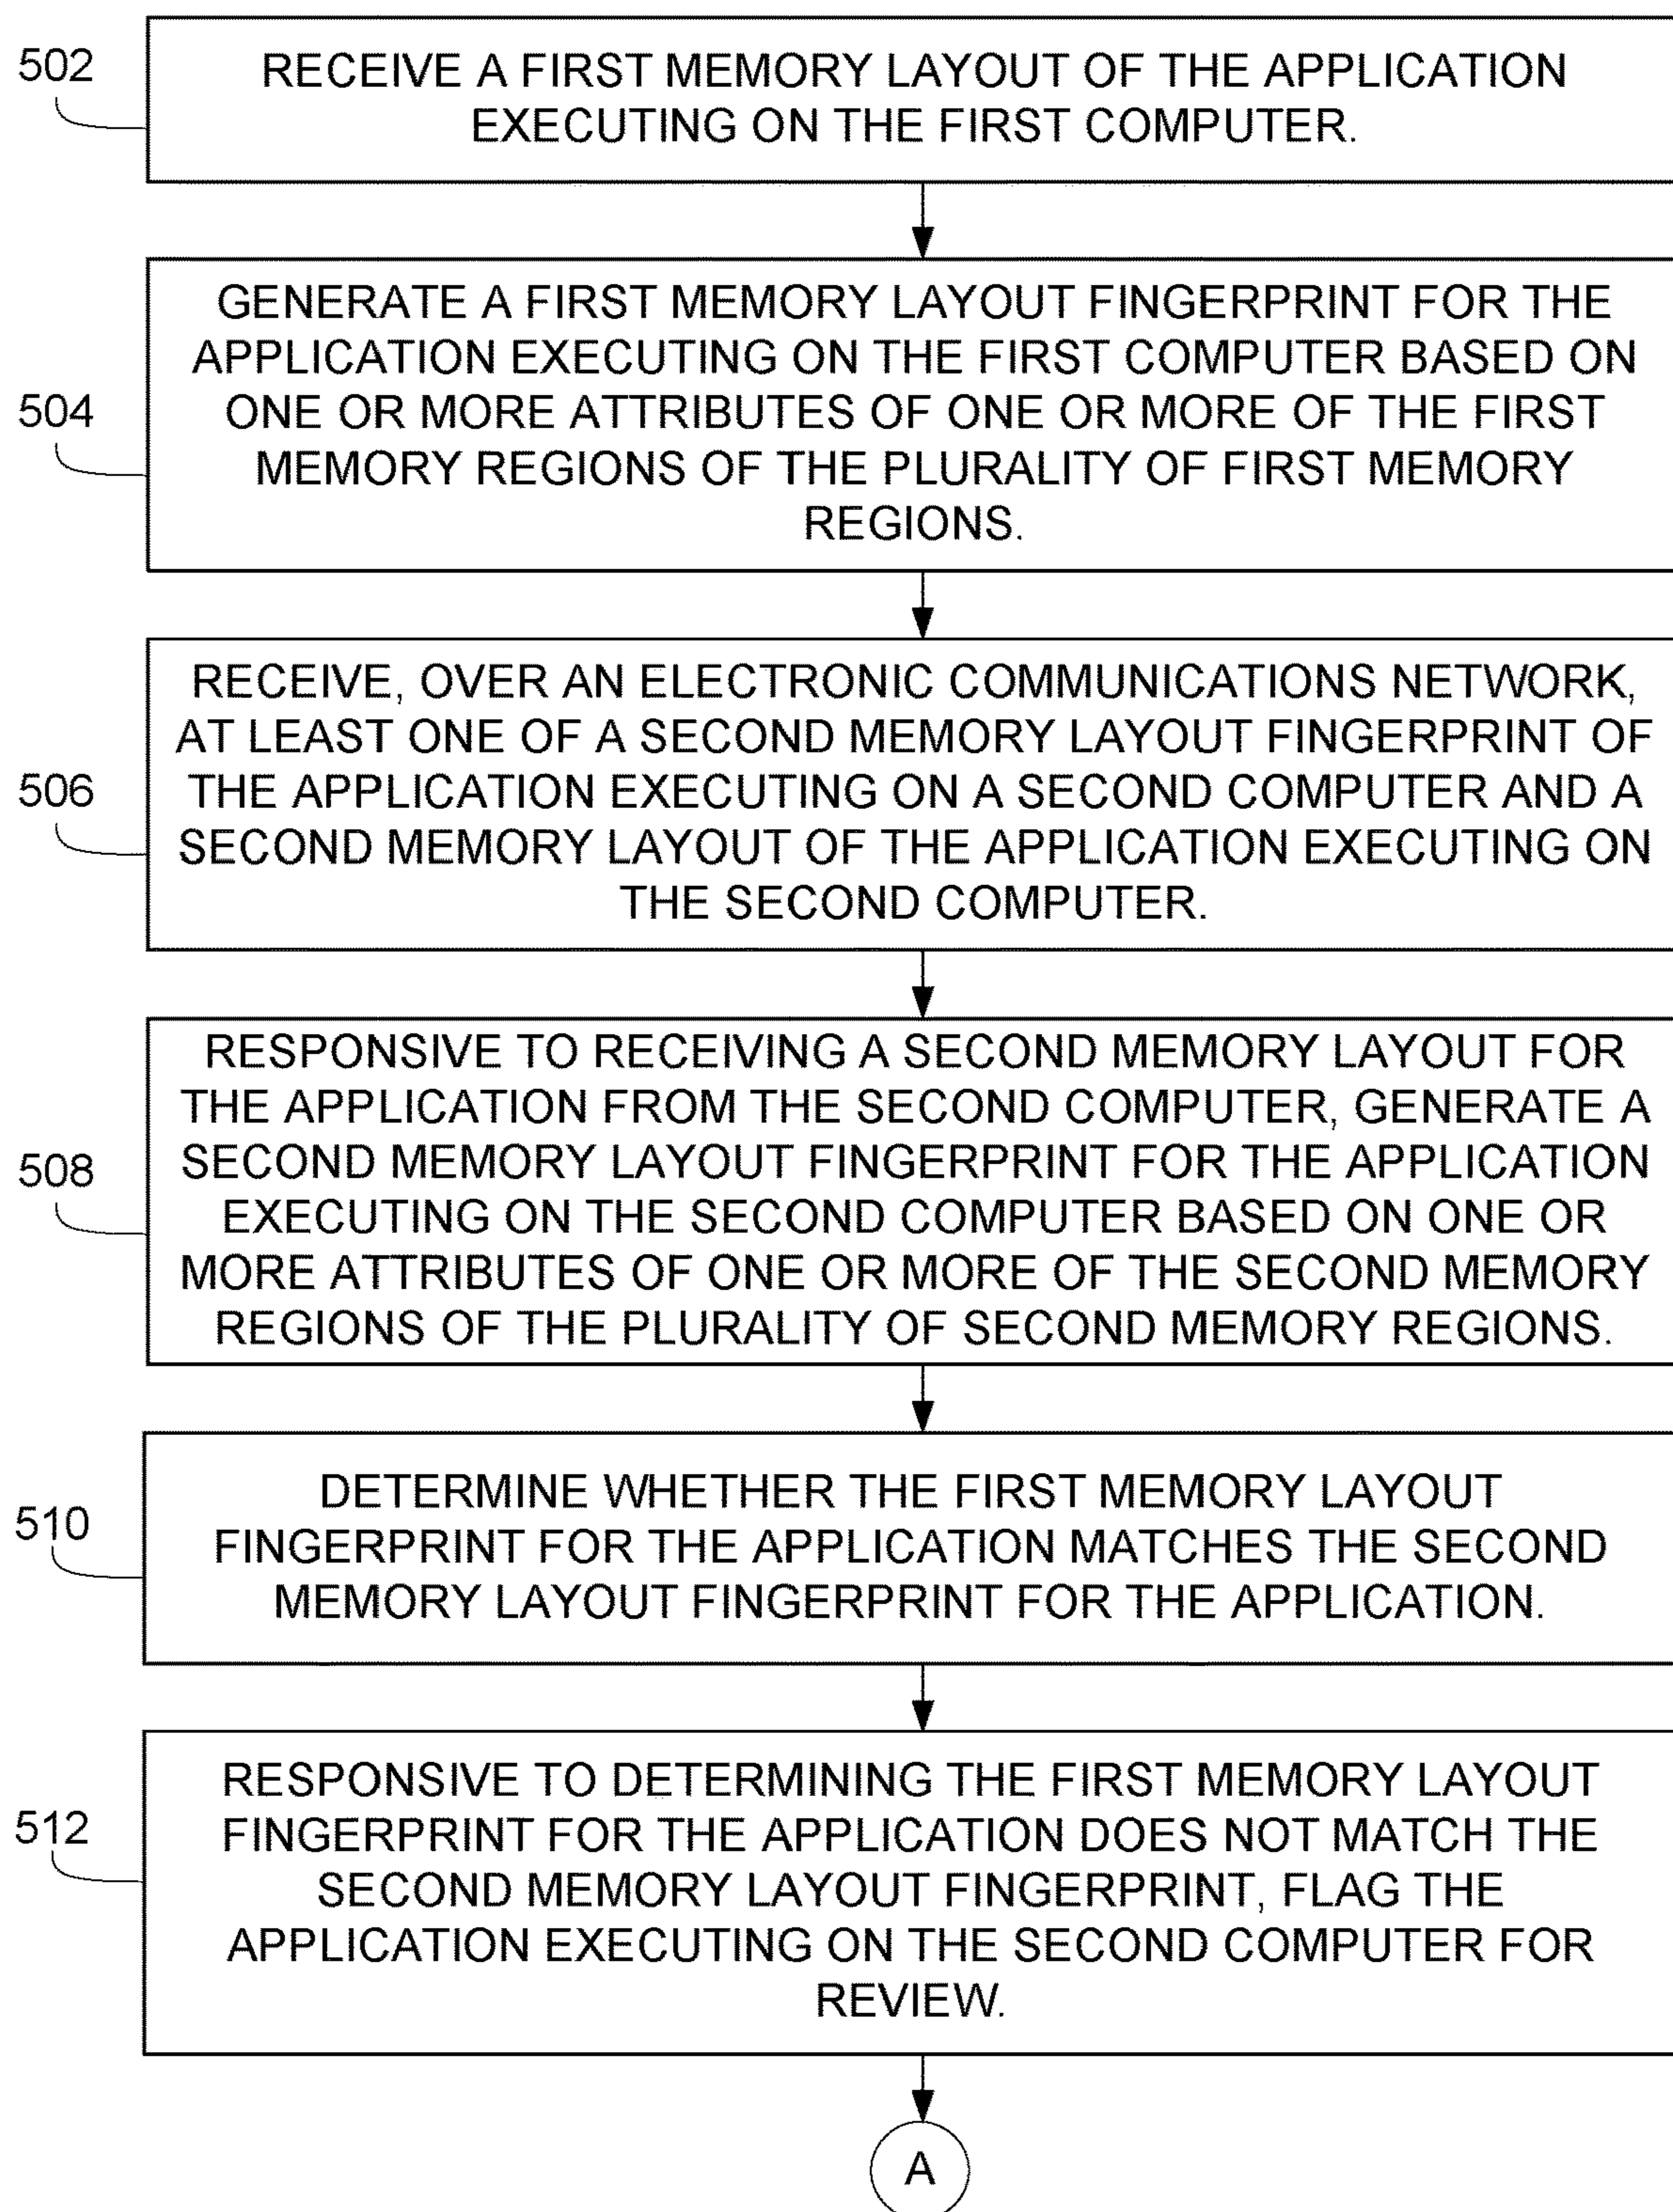 502
RECEIVE A FIRST MEMORY LAYOUT OF THE APPLICATION
EXECUTING ON THE FIRST COMPUTER.
504
GENERATE A FIRST MEMORY LAYOUT FINGERPRINT FOR THE
APPLICATION EXECUTING ON THE FIRST COMPUTER BASED ON
ONE OR MORE ATTRIBUTES OF ONE OR MORE OF THE FIRST
MEMORY REGIONS OF THE PLURALITY OF FIRST MEMORY
REGIONS.
506
RECEIVE, OVER AN ELECTRONIC COMMUNICATIONS NETWORK,
AT LEAST ONE OF A SECOND MEMORY LAYOUT FINGERPRINT OF
THE APPLICATION EXECUTING ON A SECOND COMPUTER AND A
SECOND MEMORY LAYOUT OF THE APPLICATION EXECUTING ON
THE SECOND COMPUTER.
508
RESPONSIVE TO RECEIVING A SECOND MEMORY LAYOUT FOR
THE APPLICATION FROM THE SECOND COMPUTER, GENERATE A
SECOND MEMORY LAYOUT FINGERPRINT FOR THE APPLICATION
EXECUTING ON THE SECOND COMPUTER BASED ON ONE OR
MORE ATTRIBUTES OF ONE OR MORE OF THE SECOND MEMORY
REGIONS OF THE PLURALITY OF SECOND MEMORY REGIONS.
510
DETERMINE WHETHER THE FIRST MEMORY LAYOUT
FINGERPRINT FOR THE APPLICATION MATCHES THE SECOND
MEMORY LAYOUT FINGERPRINT FOR THE APPLICATION.
512
RESPONSIVE TO DETERMINING THE FIRST MEMORY LAYOUT
FINGERPRINT FOR THE APPLICATION DOES NOT MATCH THE
SECOND MEMORY LAYOUT FINGERPRINT, FLAG THE
APPLICATION EXECUTING ON THE SECOND COMPUTER FOR
REVIEW.
A